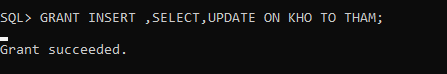 SQL> GRANT INSERT ,SELECT,UPDATE ON KHO TO THAM;
Grant succeeded.